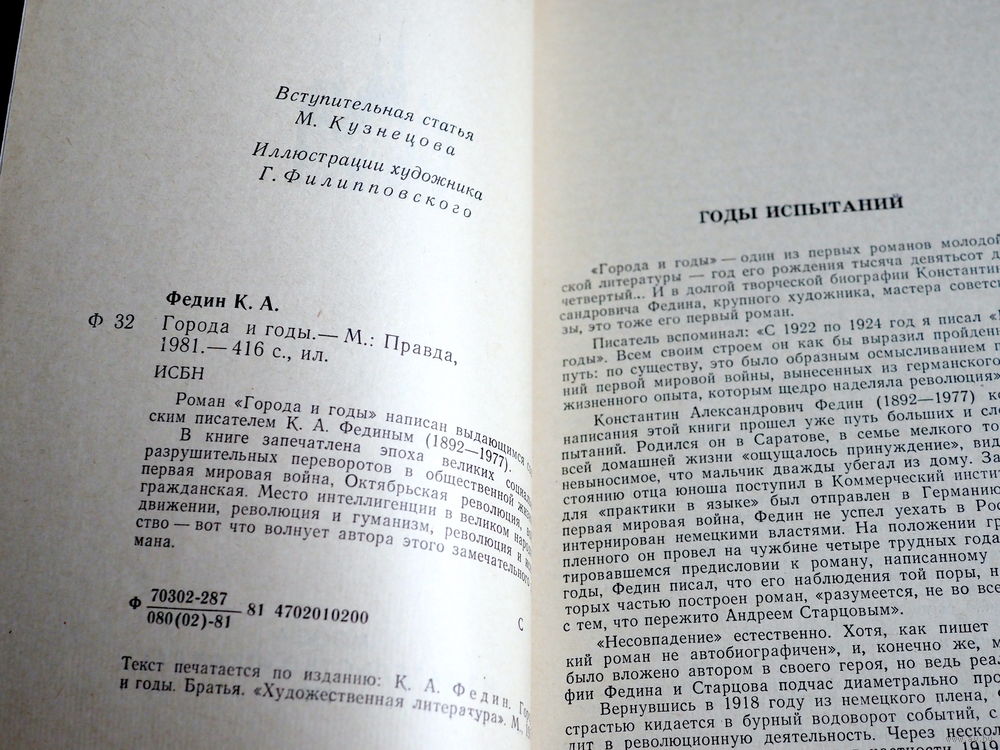 Вступительная статья
М. Кузнецова
Иллюстрации художника
Г. Филипповского
Федин К. А.
Ф 32 Города и годы.— М.: Правда,
1981.— 416 с., ил.
ИСБН
Роман «Города и годы» написан выдающимся
ским писателем К. А. Фединым (1892—1977).
В книге запечатлена эпоха великих
разрушительных переворотов в общественной
первая мировая война, Октябрьская революция,
гражданская. Место интеллигенции в великом
движении, революция и гуманизм, революция и
ство — вот что волнует автора этого замечательного
мана.
Ф 70302-287
080(02)-81 81 4702010200
С
Текст печатается по изданию: К. А. Федин.
и годы. Братья. «Художественная литература». М.
ГОДЫ ИСПЫТАНИЙ
«Города и годы» — один из первых романов молодой
ской литературы — год его рождения тысяча девятьсот
четвертый... И в долгой творческой биографии
сандровича Федина, крупного художника, мастера
зы, это тоже его первый роман.
Писатель вспоминал: «С 1922 по 1924 год я писал
годы». Всем своим строем он как бы выразил
путь: по существу, это было образным осмысливанием
ний первой мировой войны, вынесенных из германского
жизненного опыта, которым щедро наделяла революция»
Константин Александрович Федин (1892—1977)
написания этой книги прошел уже путь больших и
пытаний. Родился он в Саратове, в семье мелкого
всей домашней жизни «ощущалось принуждение»,
невыносимое, что мальчик дважды убегал из дому. За
стоянию отца юноша поступил в Коммерческий
для «практики в языке» был отправлен в Германию
первая мировая война, Федин не успел уехать в
интернирован немецкими властями. На положении
пленного он провел на чужбине четыре трудных года
тировавшемся предисловии к роману, написанному
годы, Федин писал, что его наблюдения той поры,
торых частью построен роман, «разумеется, не во
с тем, что пережито Андреем Старцовым».
«Несовпадение» естественно. Хотя, как пишет
кий роман не автобиографичен», и, конечно же,
было вложено автором в своего героя, но ведь
фии Федина и Старцова подчас диаметрально
Вернувшись в 1918 году из немецкого плена,
страстью кидается в бурный водоворот событий, с
дит в революционную деятельность. Через